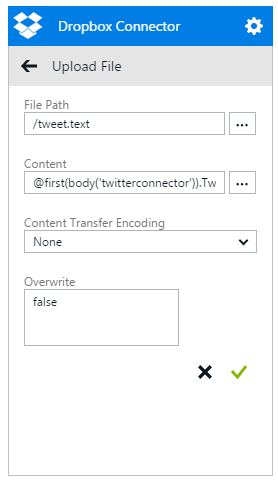 Dropbox Connector
Upload File
File Path
/tweet.text
...
Content
@first(body('twitterconnector')).Tw
...
Content Transfer Encoding
None
Overwrite
false